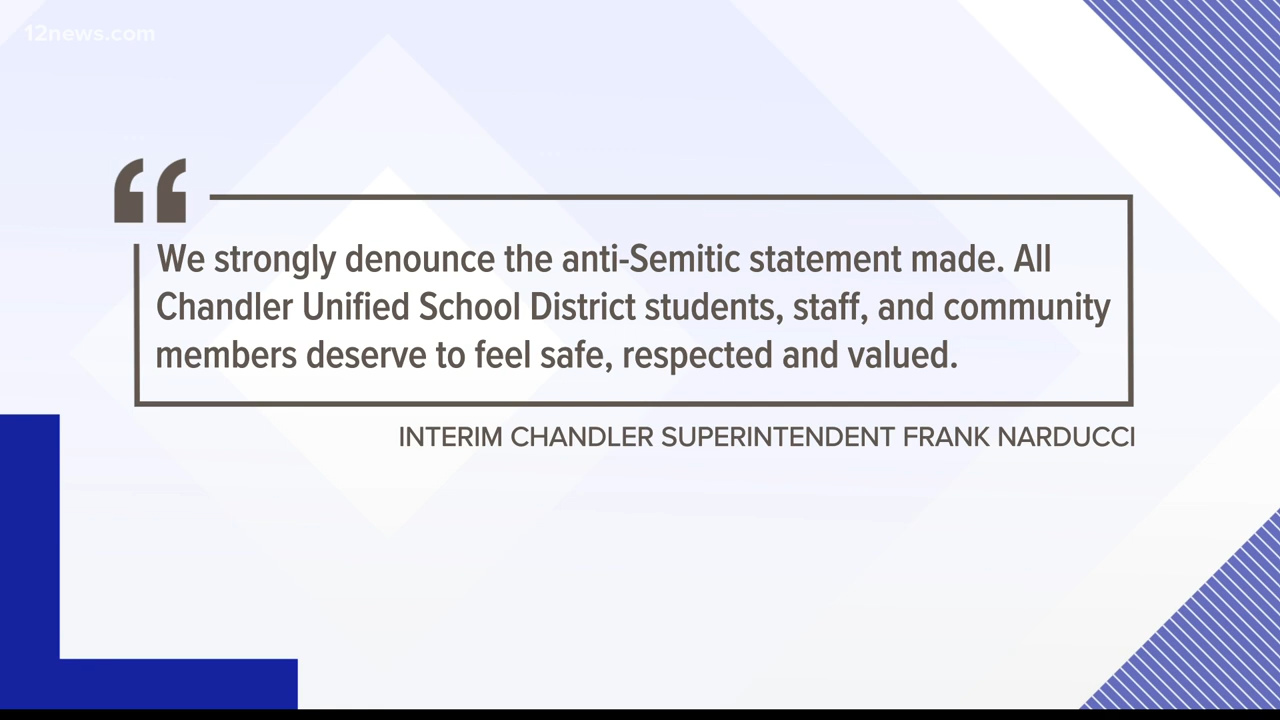 12news.com
“
We strongly denounce the anti-Semitic statement made. All
Chandler Unified School District students, staff, and community
members deserve to feel safe, respected and valued.
INTERIM CHANDLER SUPERINTENDENT FRANK NARDUCCI